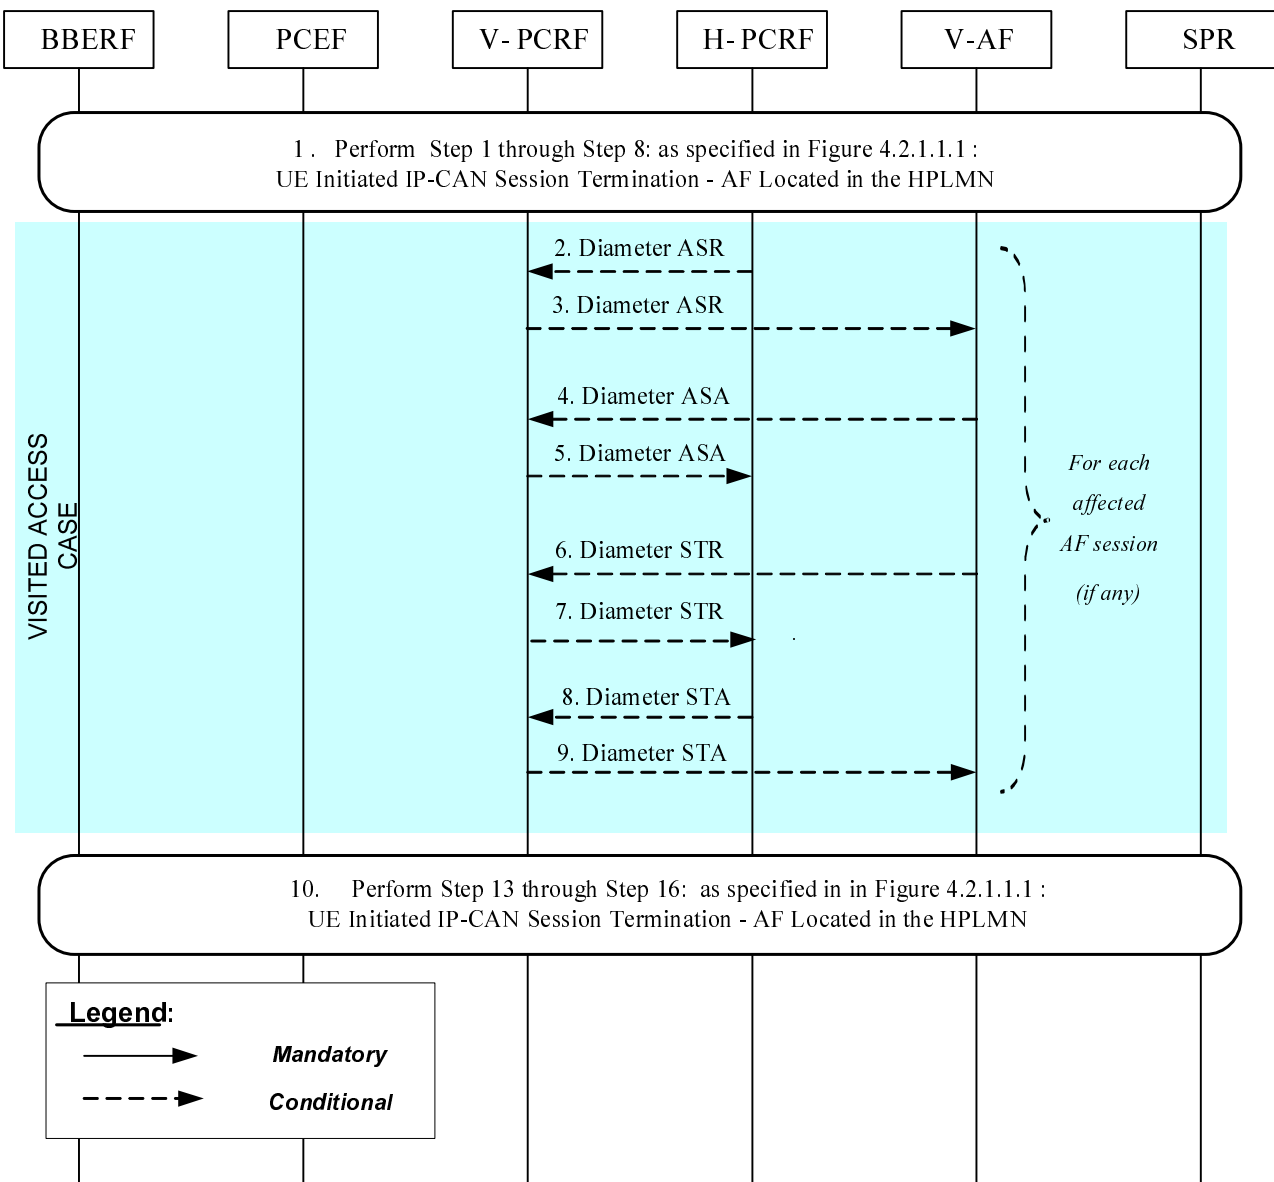 BBERF
PCEF
V- PCRF
H- PCRF
V-AF
SPR
1 . Perform Step 1 through Step 8: as specified in Figure 4.2.1.1.1 :
UE Initiated IP-CAN Session Termination - AF Located in the HPLMN
VISITED ACCESS
CASE
2. Diameter ASR
3. Diameter ASR
4. Diameter ASA
5. Diameter ASA
6. Diameter STR
7. Diameter STR
8. Diameter STA
9. Diameter STA
For each
affected
AF session
(if any)
10. Perform Step 13 through Step 16: as specified in in Figure 4.2.1.1.1 :
UE Initiated IP-CAN Session Termination - AF Located in the HPLMN
Legend:
Mandatory
Conditional